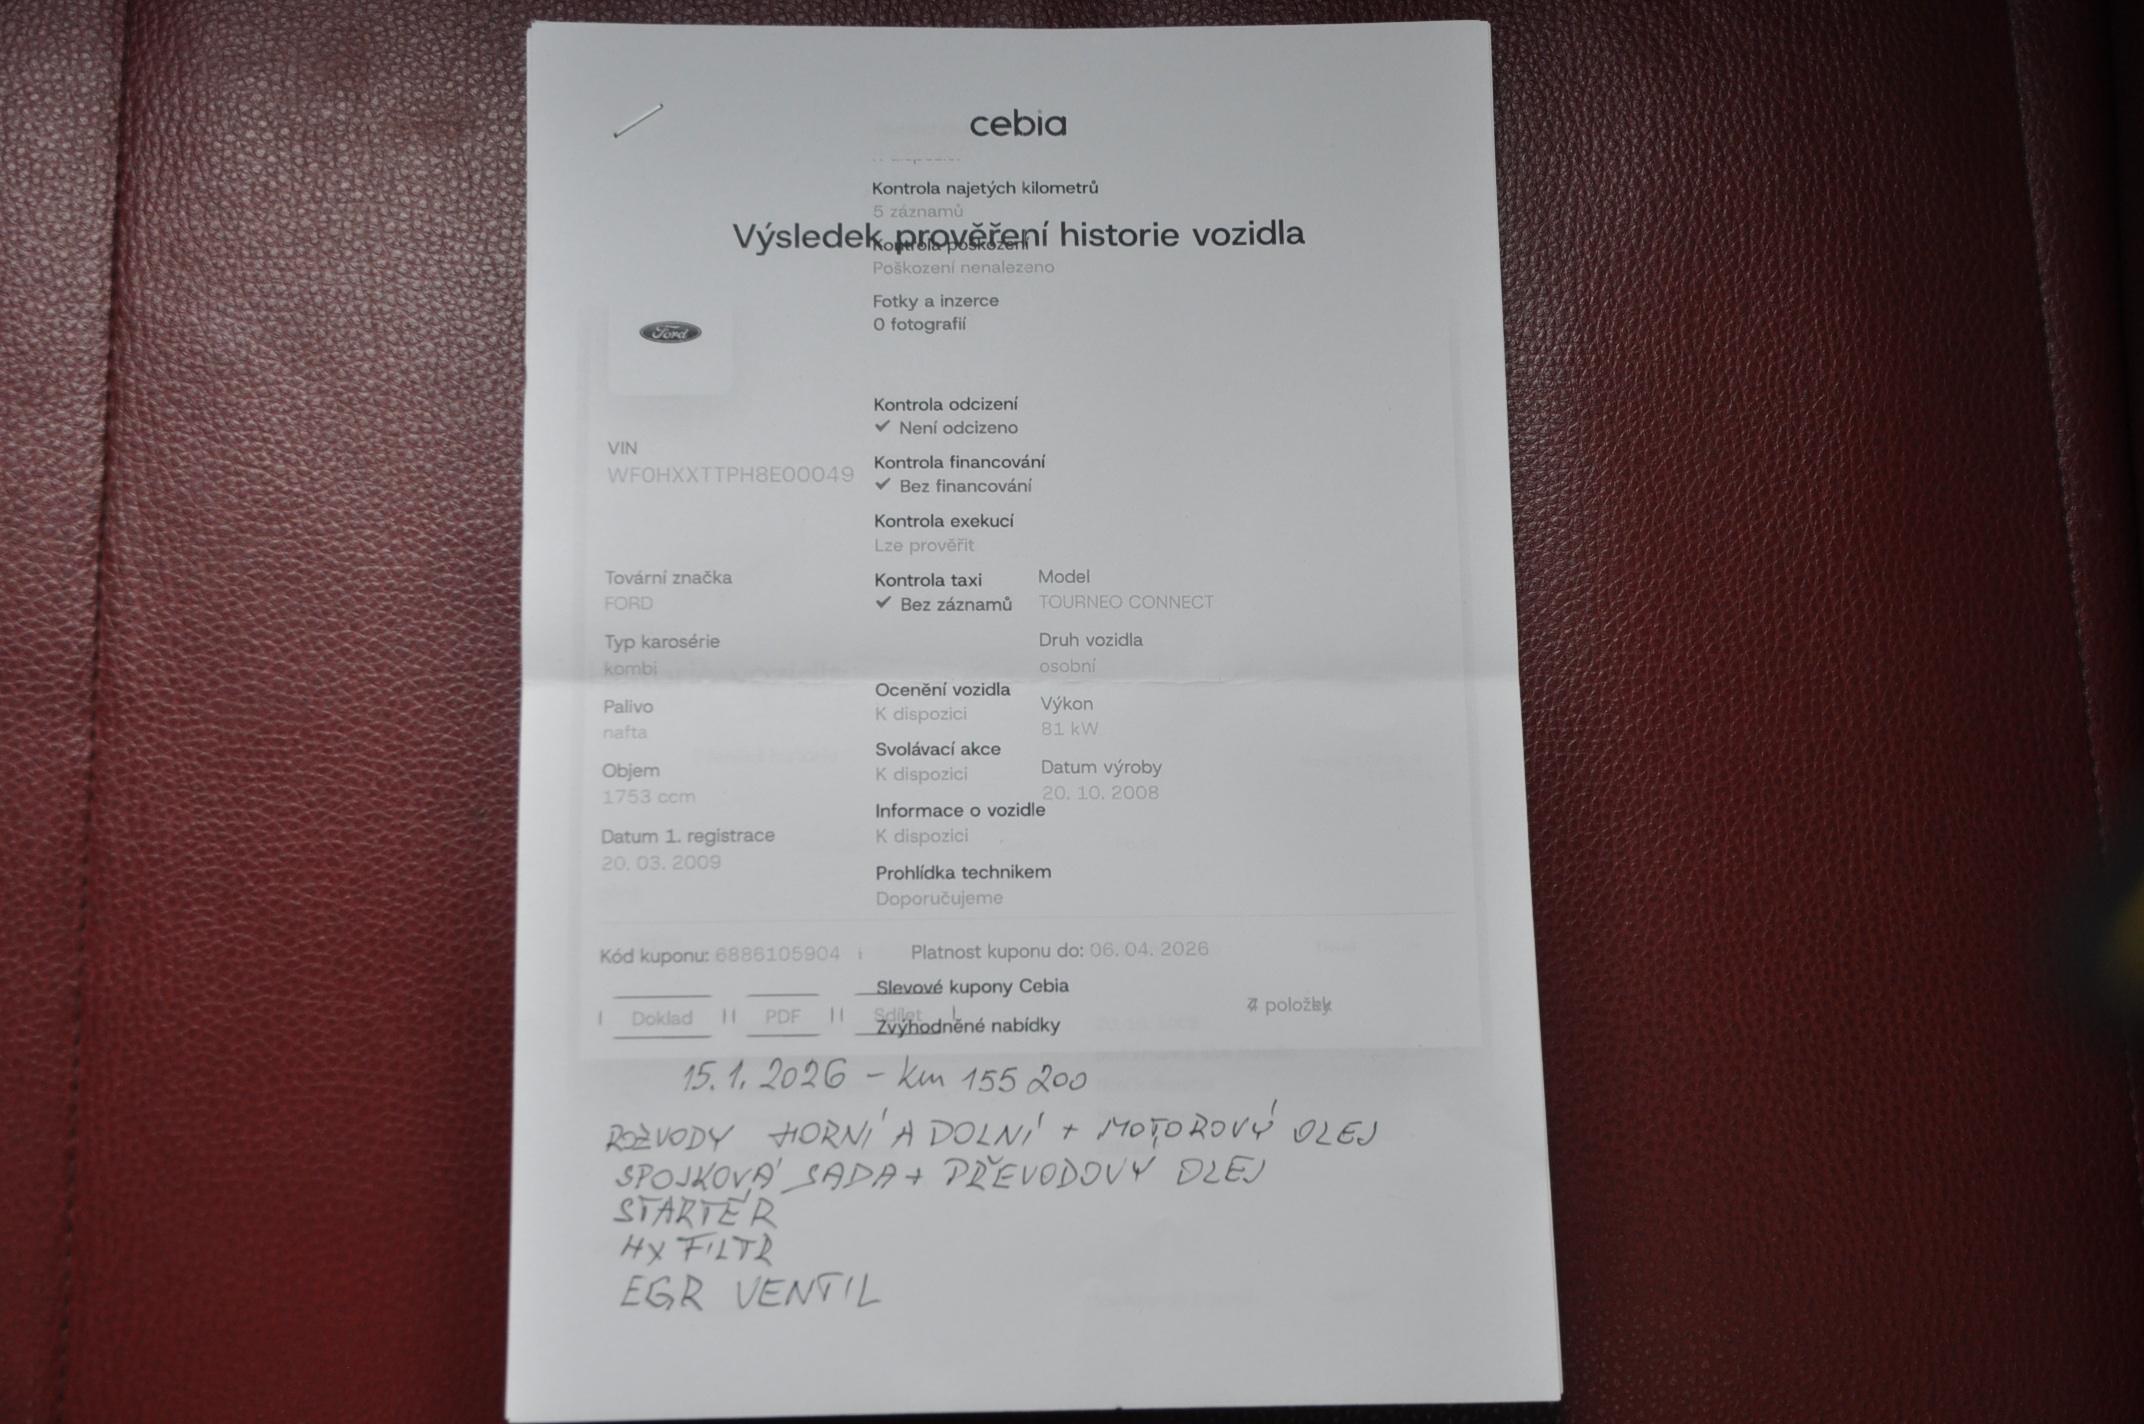 cebia
Kontrola najetých kilometrů
5 záznamů
Výsledek prověření historie vozidla
Kontrola poškození
Poškození nenalezeno
Fotky a inzerce
0 fotografií
Ford
Kontrola odcizení
✓ Není odcizeno
VIN
WF0HXXTTPH8E00049
Kontrola financování
✓ Bez financování
Kontrola exekucí
Lze prověřit
Tovární značka
FORD
Kontrola taxi
✓ Bez záznamů
Model
TOURNEO CONNECT
Typ karosérie
kombi
Druh vozidla
osobní
Ocenění vozidla
K dispozici
Palivo
nafta
Výkon
81 kW
Svolávací akce
K dispozici
Objem
1753 ccm
Datum výroby
20. 10. 2008
Informace o vozidle
K dispozici
Datum 1. registrace
20. 03. 2009
Prohlídka technikem
Doporučujeme
Kód kuponu: 6886105904 i Platnost kuponu do: 06. 04. 2026
Slevové kupony Cebia
Doklad PDF Sdílet
položky
Zvýhodněné nabídky
15.1.2026 - km 155 200
ROZVODY HORNÍ A DOLNÍ + MOTOROVÝ OLEJ
SPOJKOVÁ SADA + PŘEVODOVÝ OLEJ
STARTÉR
4x FILTR
EGR VENTIL